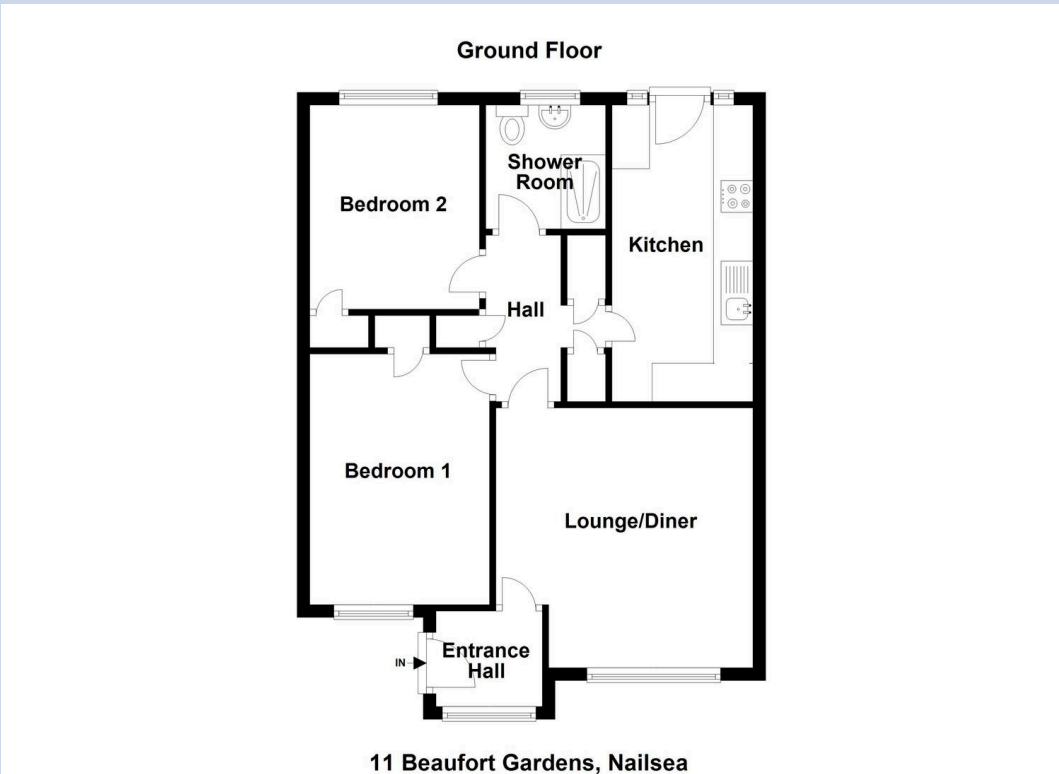 Ground Floor
Shower
Room
Bedroom 2
Kitchen
Hall
Bedroom 1
Lounge/Diner
Entrance
Hall
IN
11 Beaufort Gardens, Nailsea